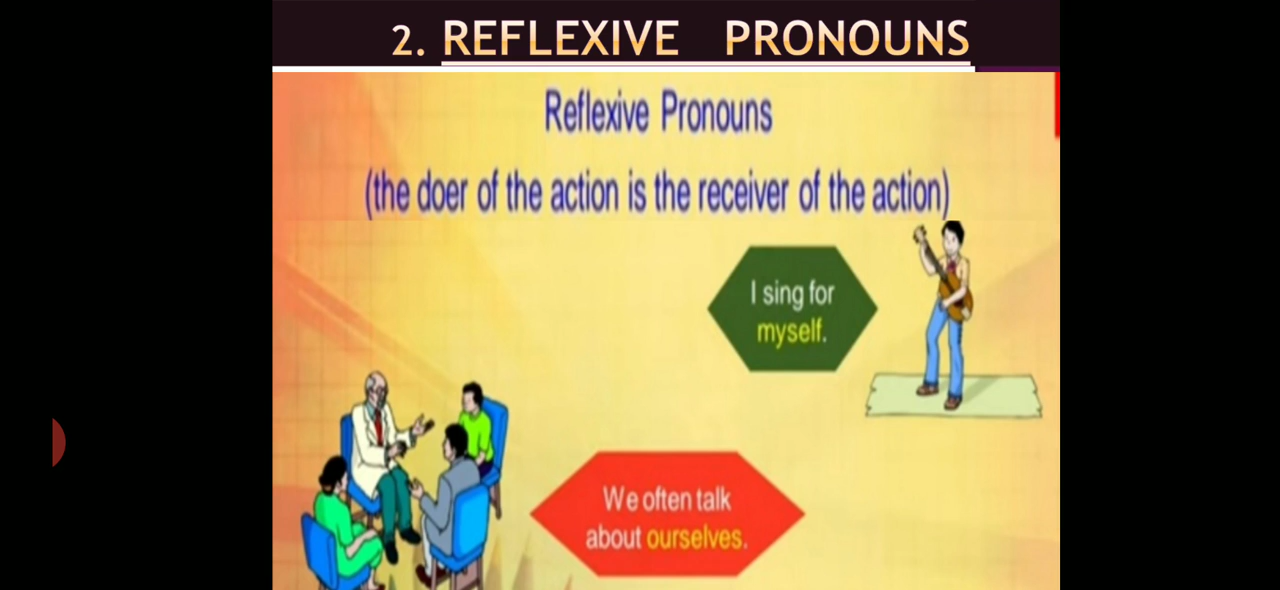 2. REFLEXIVE PRONOUNS
Reflexive Pronouns
(the doer of the action is the receiver of the action)
I sing for
myself.
We often talk
about ourselves.